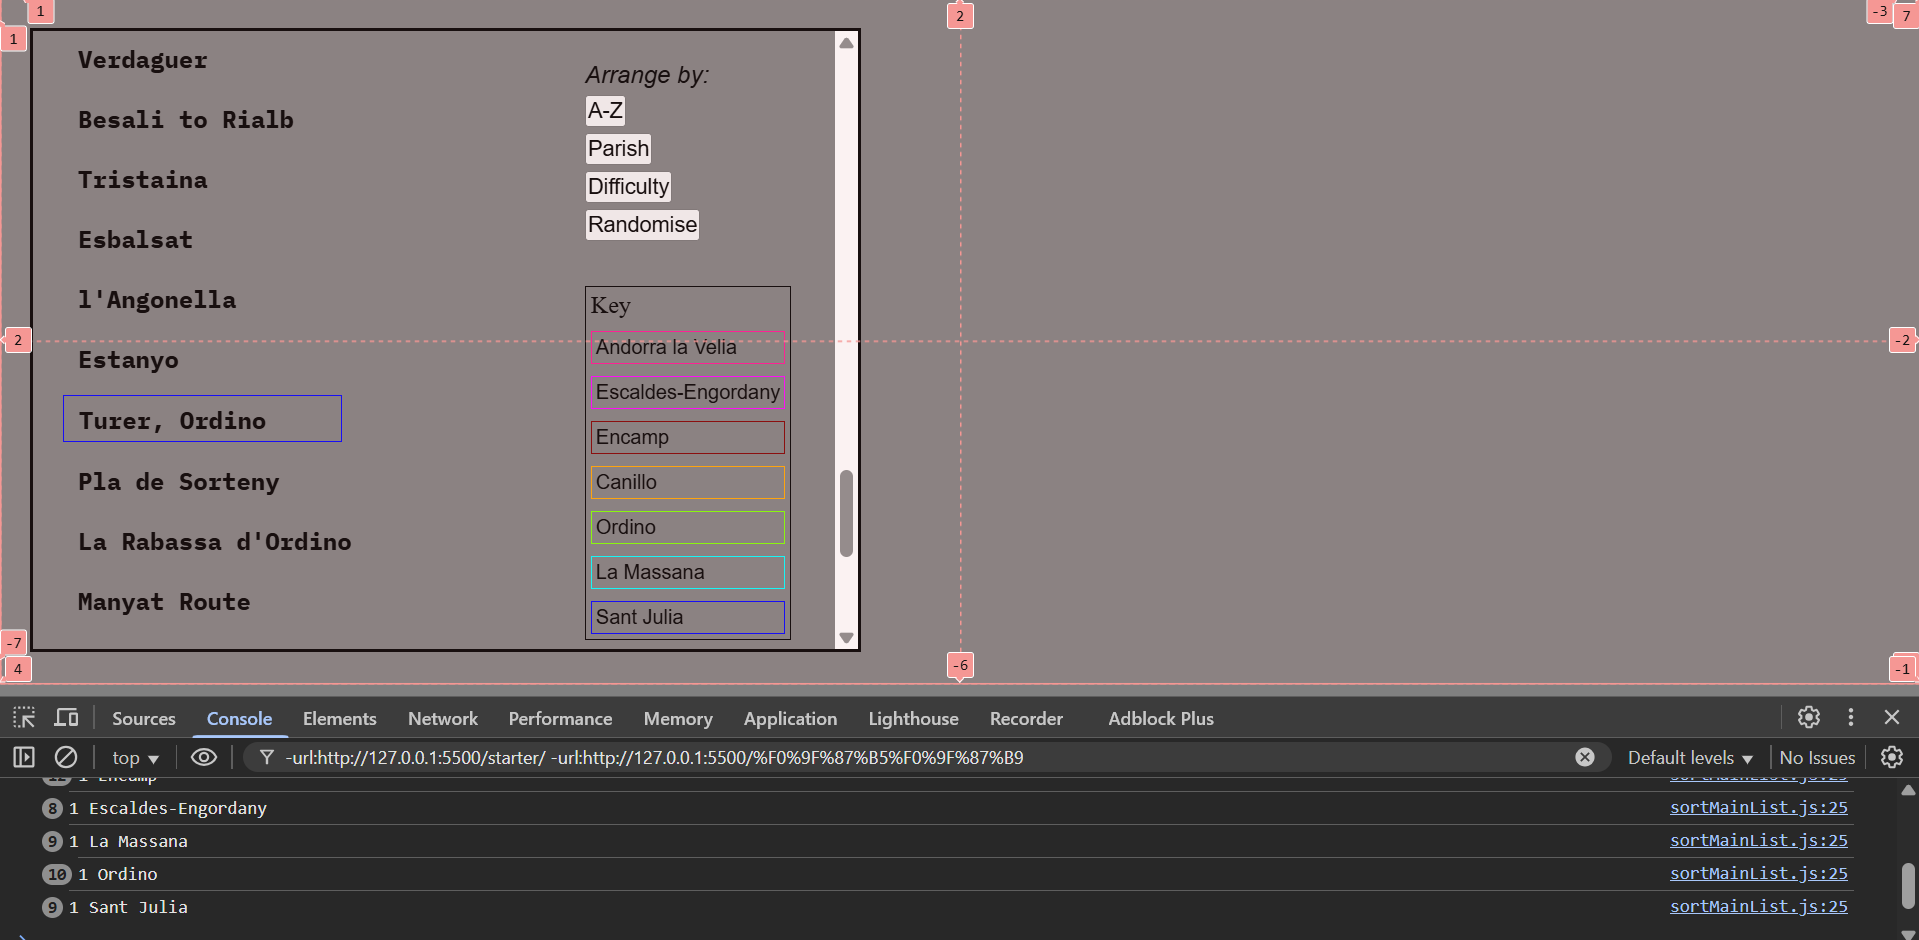 1
2
-3
7
1
Verdaguer
Besali to Rialb
Tristaina
Esbalsat
l'Angonella
Estanyo
Turer, Ordino
Pla de Sorteny
La Rabassa d'Ordino
Manyat Route
Arrange by:
A-Z
Parish
Difficulty
Randomise
Key
Andorra la Velia
Escaldes-Engordany
Encamp
Canillo
Ordino
La Massana
Sant Julia
2
-2
-7
4
-6
-1
Sources Console Elements Network Performance Memory Application Lighthouse Recorder Adblock Plus
top -url:http://127.0.0.1:5500/starter/ -url:http://127.0.0.1:5500/%F0%9F%87%B5%F0%9F%87%B9 Default levels No Issues
1 Encamp sortMainList.js:25
8 1 Escaldes-Engordany sortMainList.js:25
9 1 La Massana sortMainList.js:25
10 1 Ordino sortMainList.js:25
9 1 Sant Julia sortMainList.js:25